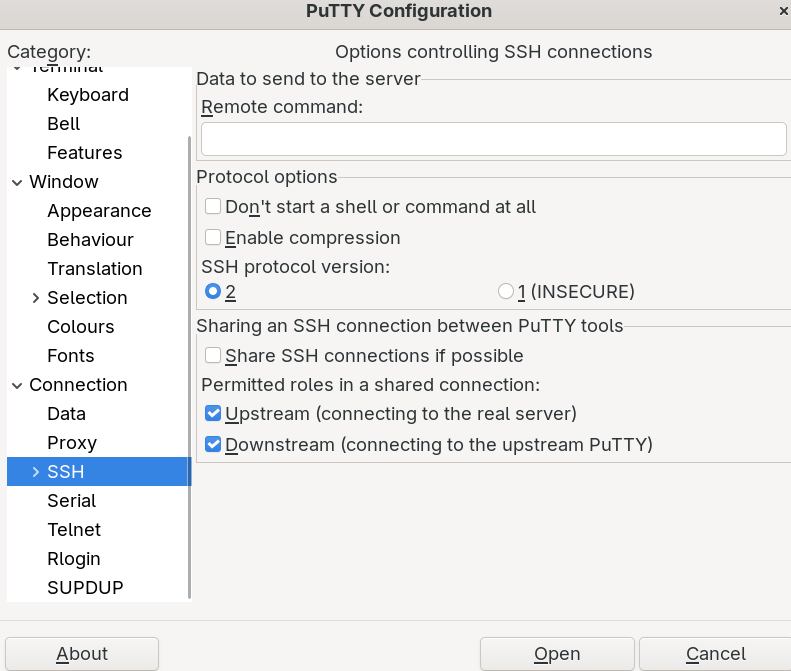 PuTTY Configuration
×
Category:
Options controlling SSH connections
Terminal
Keyboard
Bell
Features
Window
Appearance
Behaviour
Translation
Selection
Colours
Fonts
Connection
Data
Proxy
SSH
Serial
Telnet
Rlogin
SUPDUP
Data to send to the server
Remote command:
Protocol options
Don't start a shell or command at all
Enable compression
SSH protocol version:
2
1 (INSECURE)
Sharing an SSH connection between PuTTY tools
Share SSH connections if possible
Permitted roles in a shared connection:
Upstream (connecting to the real server)
Downstream (connecting to the upstream PuTTY)
About
Open
Cancel